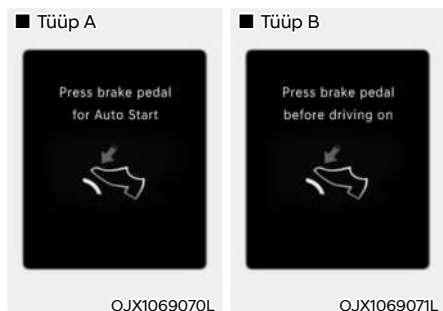 ■ Tüüp A
Press brake pedal
for Auto Start
OJX1069070L
■ Tüüp B
Press brake pedal
before driving on
OJX1069071L